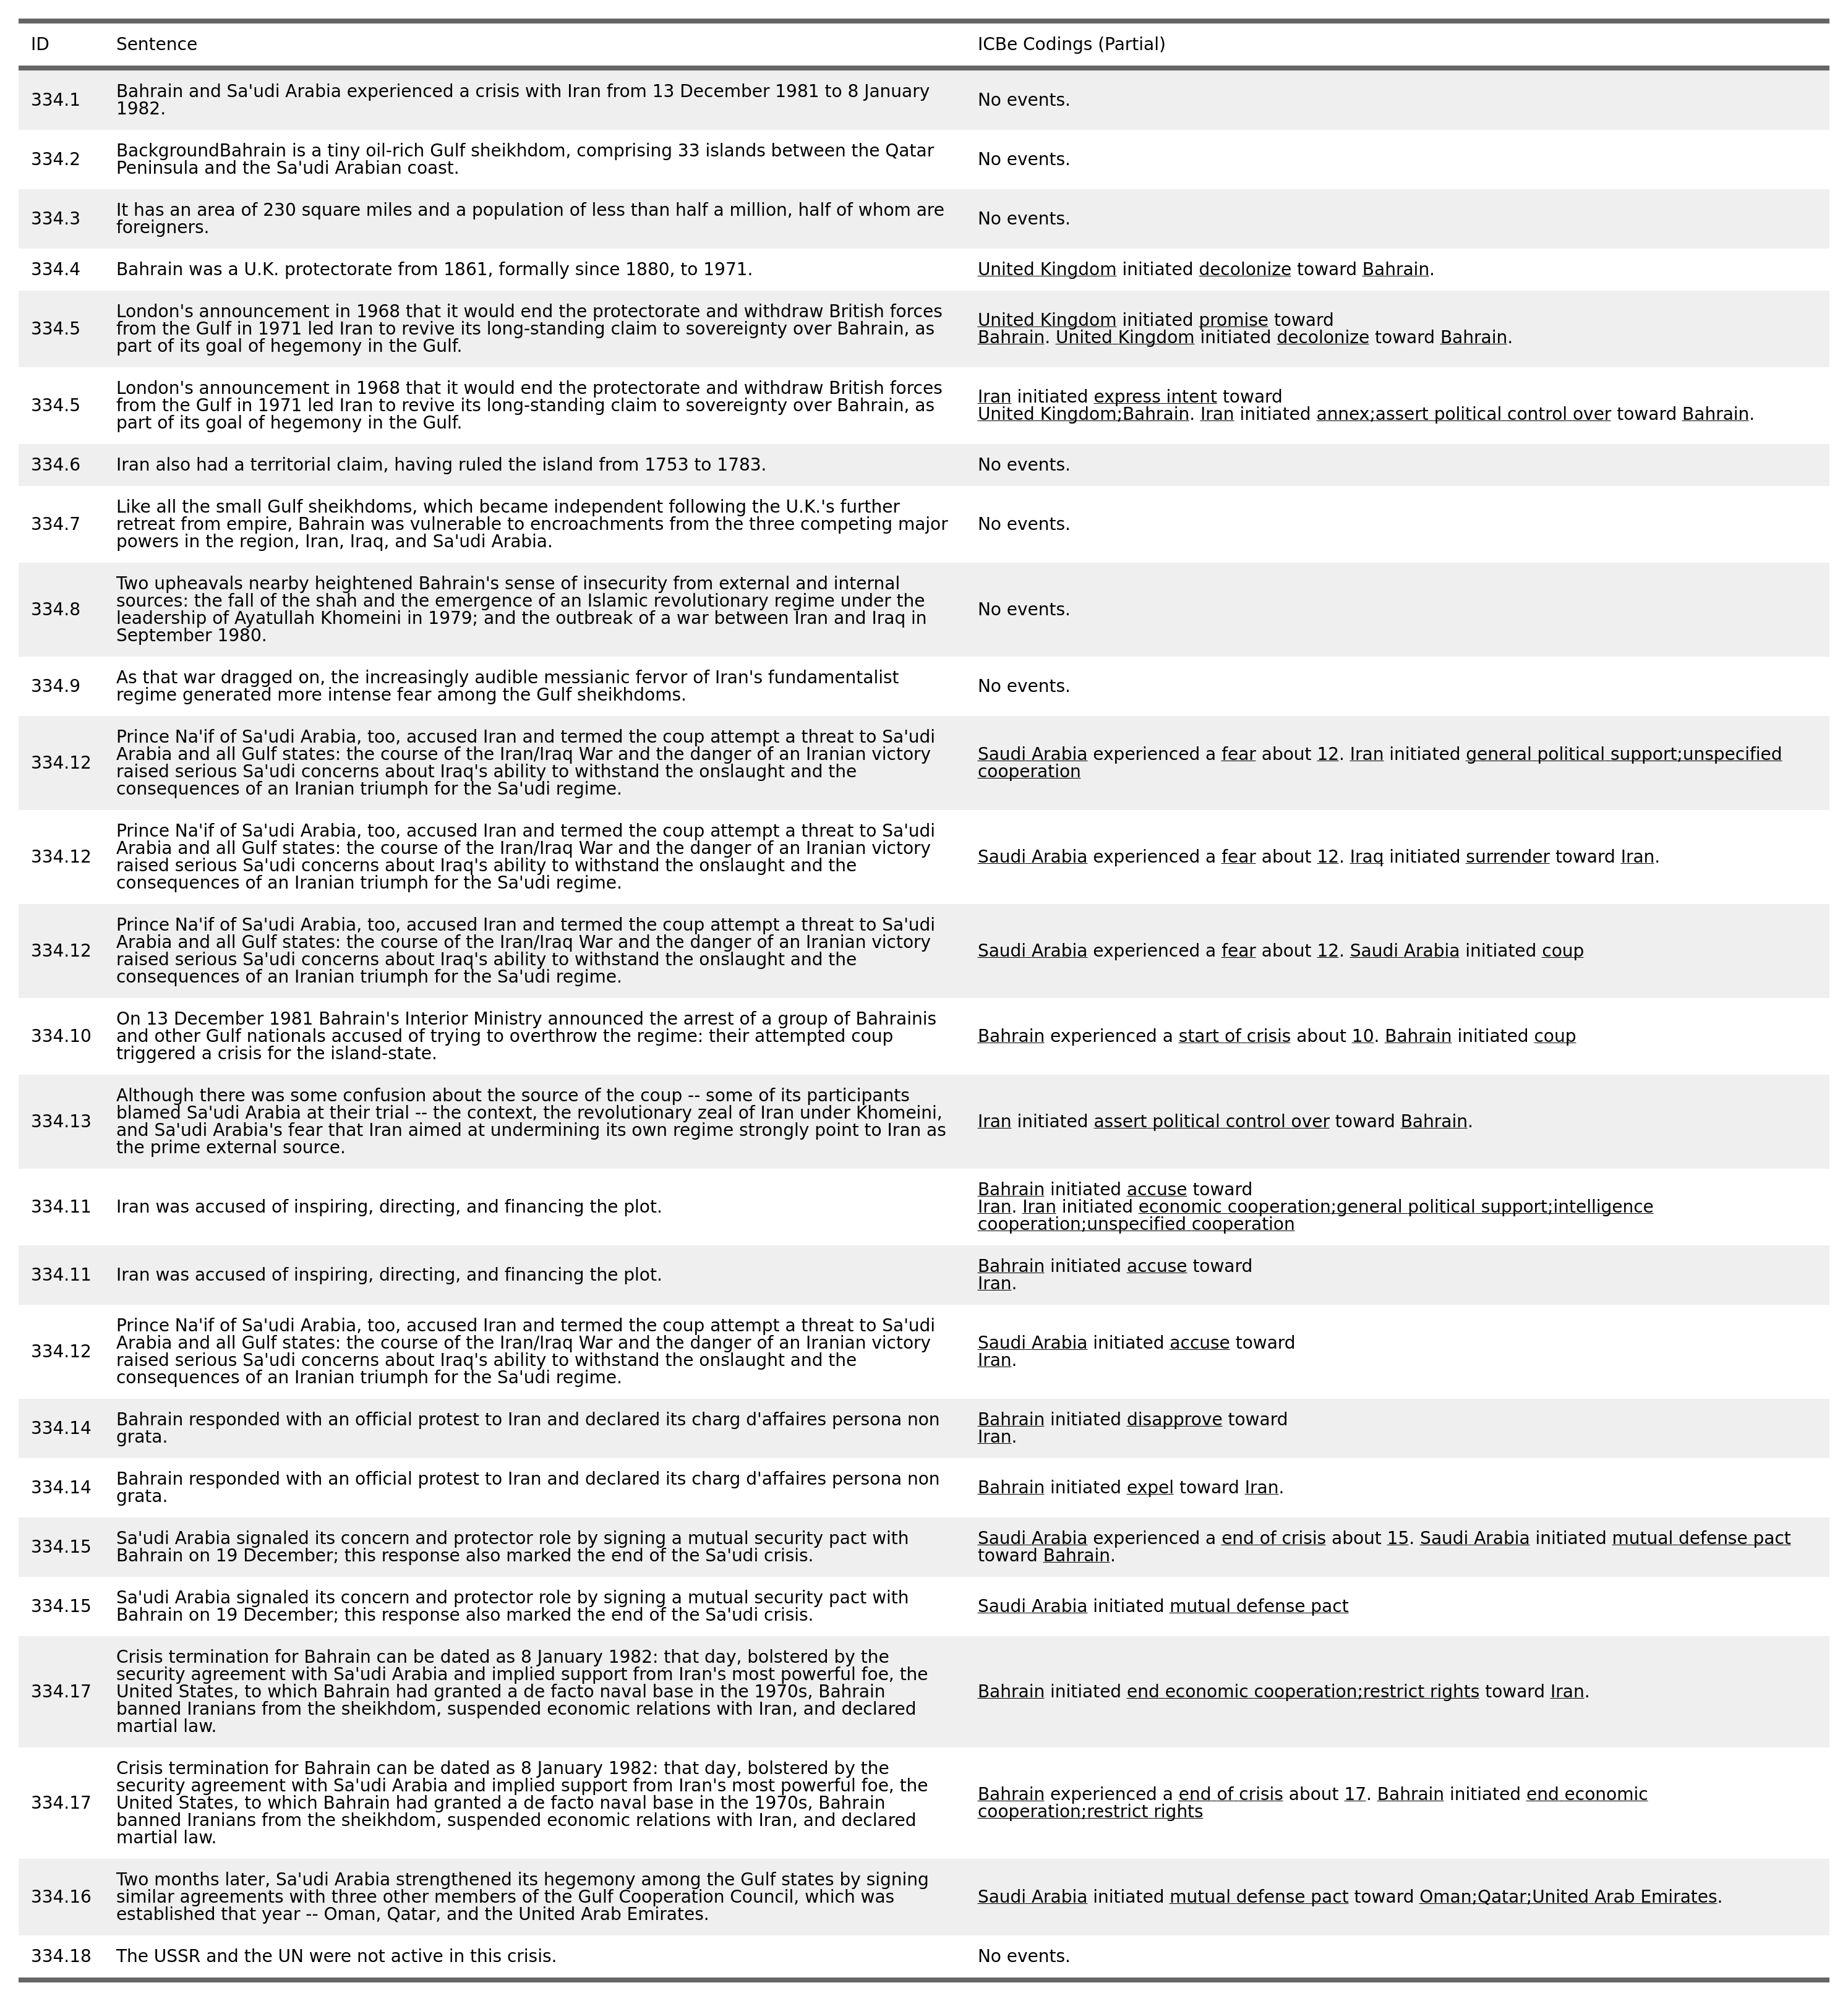 ID Sentence ICBe Codings (Partial)
334.1 Bahrain and Sa'udi Arabia experienced a crisis with Iran from 13 December 1981 to 8 January
1982.
No events.
334.2 BackgroundBahrain is a tiny oil-rich Gulf sheikhdom, comprising 33 islands between the Qatar
Peninsula and the Sa'udi Arabian coast.
No events.
334.3 It has an area of 230 square miles and a population of less than half a million, half of whom are
foreigners.
No events.
334.4 Bahrain was a U.K. protectorate from 1861, formally since 1880, to 1971.
United Kingdom initiated decolonize toward Bahrain.
334.5 London's announcement in 1968 that it would end the protectorate and withdraw British forces
from the Gulf in 1971 led Iran to revive its long-standing claim to sovereignty over Bahrain, as
part of its goal of hegemony in the Gulf.
United Kingdom initiated promise toward
Bahrain. United Kingdom initiated decolonize toward Bahrain.
334.5 London's announcement in 1968 that it would end the protectorate and withdraw British forces
from the Gulf in 1971 led Iran to revive its long-standing claim to sovereignty over Bahrain, as
part of its goal of hegemony in the Gulf.
Iran initiated express intent toward
United Kingdom;Bahrain. Iran initiated annex;assert political control over toward Bahrain.
334.6 Iran also had a territorial claim, having ruled the island from 1753 to 1783.
No events.
334.7 Like all the small Gulf sheikhdoms, which became independent following the U.K.'s further
retreat from empire, Bahrain was vulnerable to encroachments from the three competing major
powers in the region, Iran, Iraq, and Sa'udi Arabia.
No events.
334.8 Two upheavals nearby heightened Bahrain's sense of insecurity from external and internal
sources: the fall of the shah and the emergence of an Islamic revolutionary regime under the
leadership of Ayatullah Khomeini in 1979; and the outbreak of a war between Iran and Iraq in
September 1980.
No events.
334.9 As that war dragged on, the increasingly audible messianic fervor of Iran's fundamentalist
regime generated more intense fear among the Gulf sheikhdoms.
No events.
334.12 Prince Na'if of Sa'udi Arabia, too, accused Iran and termed the coup attempt a threat to Sa'udi
Arabia and all Gulf states: the course of the Iran/Iraq War and the danger of an Iranian victory
raised serious Sa'udi concerns about Iraq's ability to withstand the onslaught and the
consequences of an Iranian triumph for the Sa'udi regime.
Saudi Arabia experienced a fear about 12. Iran initiated general political support;unspecified
cooperation
334.12 Prince Na'if of Sa'udi Arabia, too, accused Iran and termed the coup attempt a threat to Sa'udi
Arabia and all Gulf states: the course of the Iran/Iraq War and the danger of an Iranian victory
raised serious Sa'udi concerns about Iraq's ability to withstand the onslaught and the
consequences of an Iranian triumph for the Sa'udi regime.
Saudi Arabia experienced a fear about 12. Iraq initiated surrender toward Iran.
334.12 Prince Na'if of Sa'udi Arabia, too, accused Iran and termed the coup attempt a threat to Sa'udi
Arabia and all Gulf states: the course of the Iran/Iraq War and the danger of an Iranian victory
raised serious Sa'udi concerns about Iraq's ability to withstand the onslaught and the
consequences of an Iranian triumph for the Sa'udi regime.
Saudi Arabia experienced a fear about 12. Saudi Arabia initiated coup
334.10 On 13 December 1981 Bahrain's Interior Ministry announced the arrest of a group of Bahrainis
and other Gulf nationals accused of trying to overthrow the regime: their attempted coup
triggered a crisis for the island-state.
Bahrain experienced a start of crisis about 10. Bahrain initiated coup
334.13 Although there was some confusion about the source of the coup -- some of its participants
blamed Sa'udi Arabia at their trial -- the context, the revolutionary zeal of Iran under Khomeini,
and Sa'udi Arabia's fear that Iran aimed at undermining its own regime strongly point to Iran as
the prime external source.
Iran initiated assert political control over toward Bahrain.
334.11 Iran was accused of inspiring, directing, and financing the plot.
Bahrain initiated accuse toward
Iran. Iran initiated economic cooperation;general political support;intelligence
cooperation;unspecified cooperation
334.11 Iran was accused of inspiring, directing, and financing the plot.
Bahrain initiated accuse toward
Iran.
334.12 Prince Na'if of Sa'udi Arabia, too, accused Iran and termed the coup attempt a threat to Sa'udi
Arabia and all Gulf states: the course of the Iran/Iraq War and the danger of an Iranian victory
raised serious Sa'udi concerns about Iraq's ability to withstand the onslaught and the
consequences of an Iranian triumph for the Sa'udi regime.
Saudi Arabia initiated accuse toward
Iran.
334.14 Bahrain responded with an official protest to Iran and declared its charg d'affaires persona non
grata.
Bahrain initiated disapprove toward
Iran.
334.14 Bahrain responded with an official protest to Iran and declared its charg d'affaires persona non
grata.
Bahrain initiated expel toward Iran.
334.15 Sa'udi Arabia signaled its concern and protector role by signing a mutual security pact with
Bahrain on 19 December; this response also marked the end of the Sa'udi crisis.
Saudi Arabia experienced a end of crisis about 15. Saudi Arabia initiated mutual defense pact
toward Bahrain.
334.15 Sa'udi Arabia signaled its concern and protector role by signing a mutual security pact with
Bahrain on 19 December; this response also marked the end of the Sa'udi crisis.
Saudi Arabia initiated mutual defense pact
334.17 Crisis termination for Bahrain can be dated as 8 January 1982: that day, bolstered by the
security agreement with Sa'udi Arabia and implied support from Iran's most powerful foe, the
United States, to which Bahrain had granted a de facto naval base in the 1970s, Bahrain
banned Iranians from the sheikhdom, suspended economic relations with Iran, and declared
martial law.
Bahrain initiated end economic cooperation;restrict rights toward Iran.
334.17 Crisis termination for Bahrain can be dated as 8 January 1982: that day, bolstered by the
security agreement with Sa'udi Arabia and implied support from Iran's most powerful foe, the
United States, to which Bahrain had granted a de facto naval base in the 1970s, Bahrain
banned Iranians from the sheikhdom, suspended economic relations with Iran, and declared
martial law.
Bahrain experienced a end of crisis about 17. Bahrain initiated end economic
cooperation;restrict rights
334.16 Two months later, Sa'udi Arabia strengthened its hegemony among the Gulf states by signing
similar agreements with three other members of the Gulf Cooperation Council, which was
established that year -- Oman, Qatar, and the United Arab Emirates.
Saudi Arabia initiated mutual defense pact toward Oman;Qatar;United Arab Emirates.
334.18 The USSR and the UN were not active in this crisis.
No events.